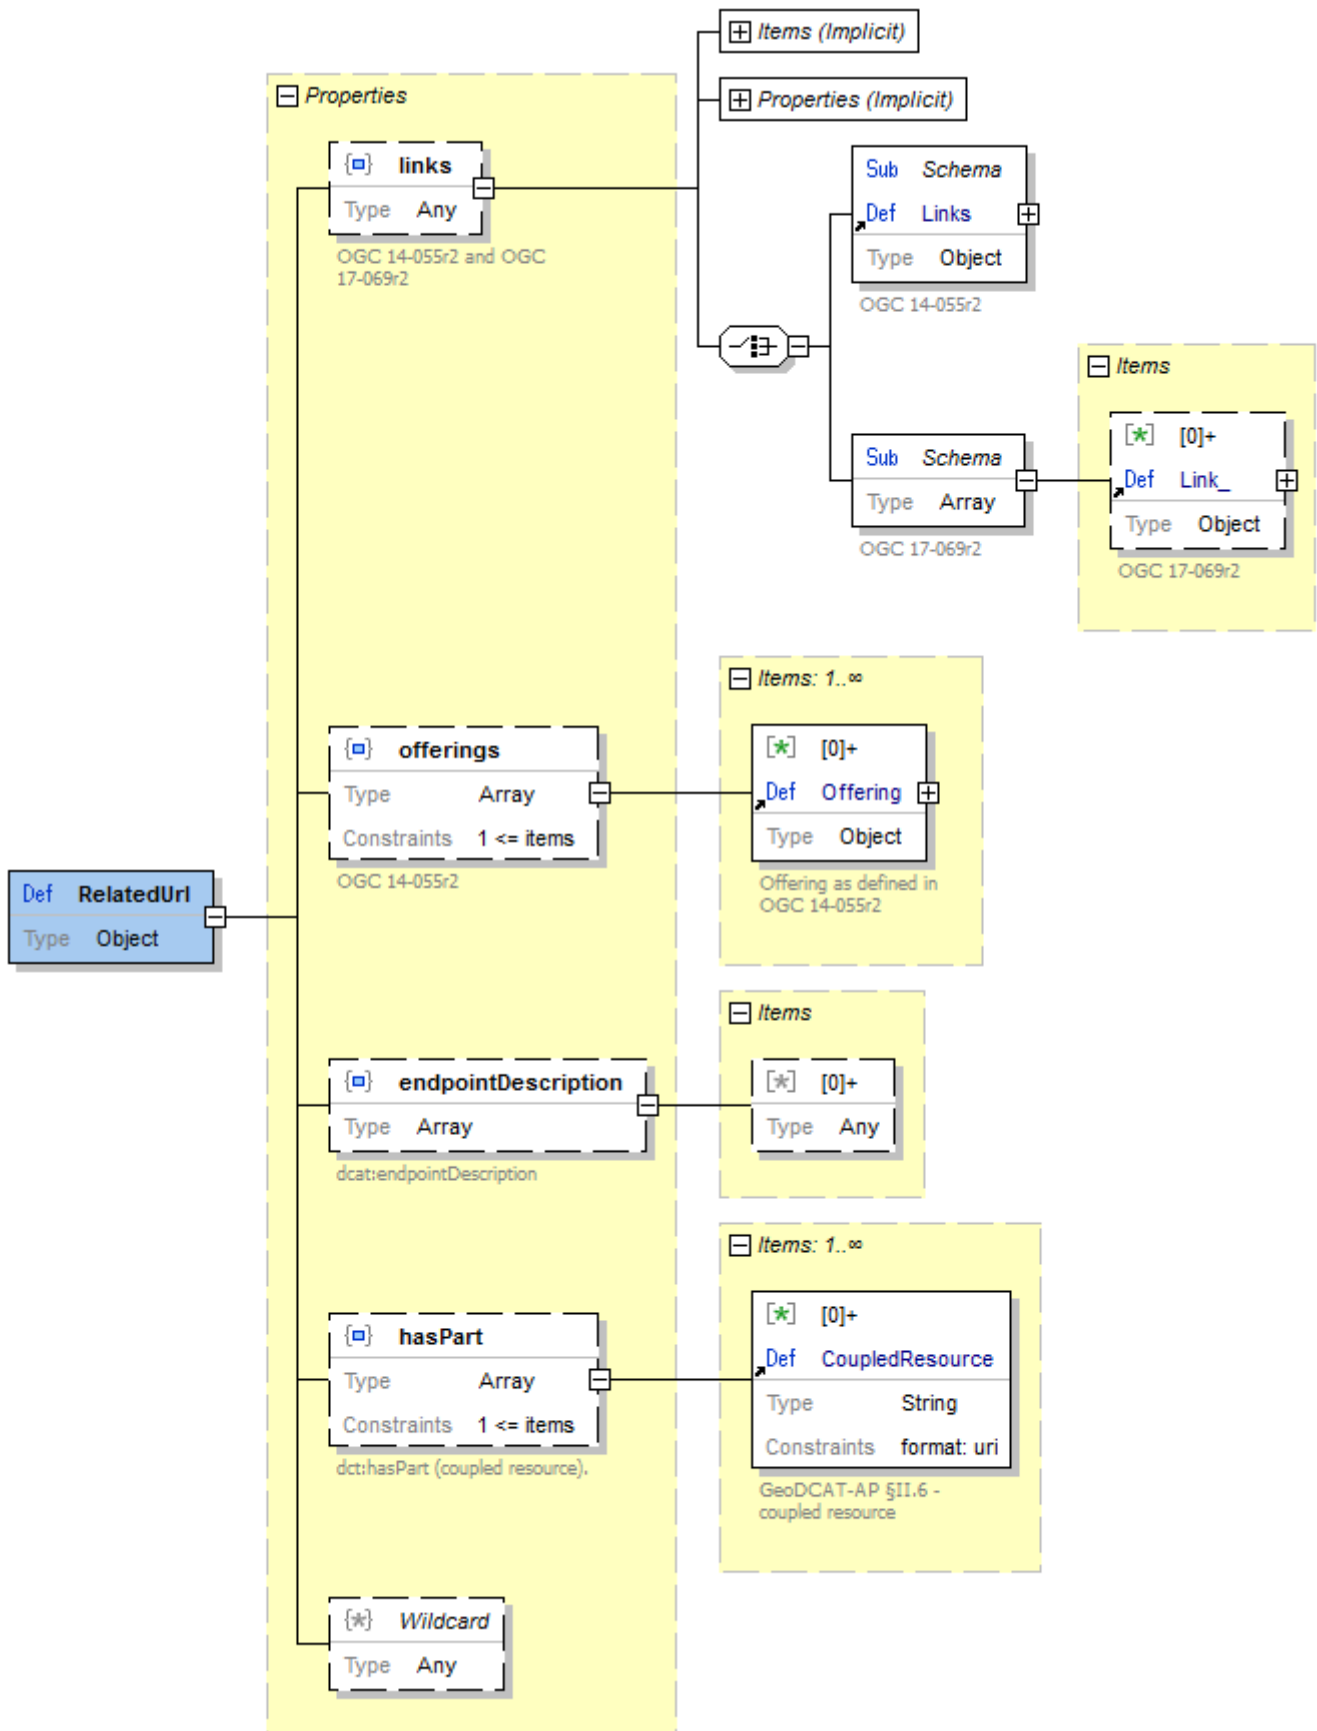 Items (Implicit)
Properties
Properties (Implicit)
links
Type Any
OGC 14-055r2 and OGC
17-069r2
Sub Schema
Def Links
Type Object
OGC 14-055r2
Items
[0]+
Def Link_
Type Object
OGC 17-069r2
Sub Schema
Type Array
OGC 17-069r2
offerings
Type Array
Constraints 1 <= items
OGC 14-055r2
Items: 1..∞
[0]+
Def Offering
Type Object
Offering as defined in
OGC 14-055r2
Def RelatedUrl
Type Object
endpointDescription
Type Array
dcat:endpointDescription
Items
[0]+
Type Any
hasPart
Type Array
Constraints 1 <= items
dct:hasPart (coupled resource).
Items: 1..∞
[0]+
Def CoupledResource
Type String
Constraints format: uri
GeoDCAT-AP §II.6 -
coupled resource
Wildcard
Type Any